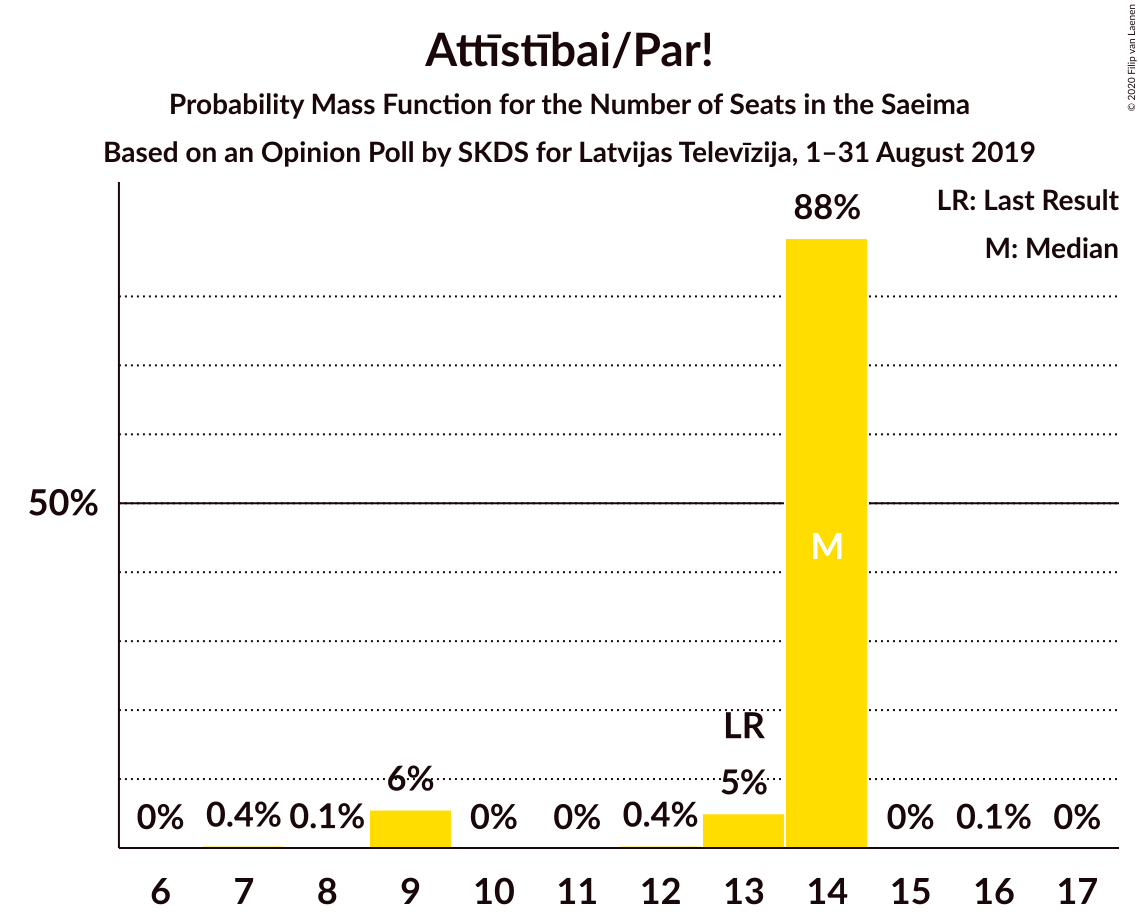 Attīstībai/Par!
Probability Mass Function for the Number of Seats in the Saeima
Based on an Opinion Poll by SKDS for Latvijas Televīzija, 1–31 August 2019
© 2020 Filip van Laenen
LR: Last Result
M: Median
88%
50%
M
LR
6%
5%
0%
0.4%
0.1%
0%
0%
0.4%
0%
0.1%
0%
6 7 8 9 10 11 12 13 14 15 16 17